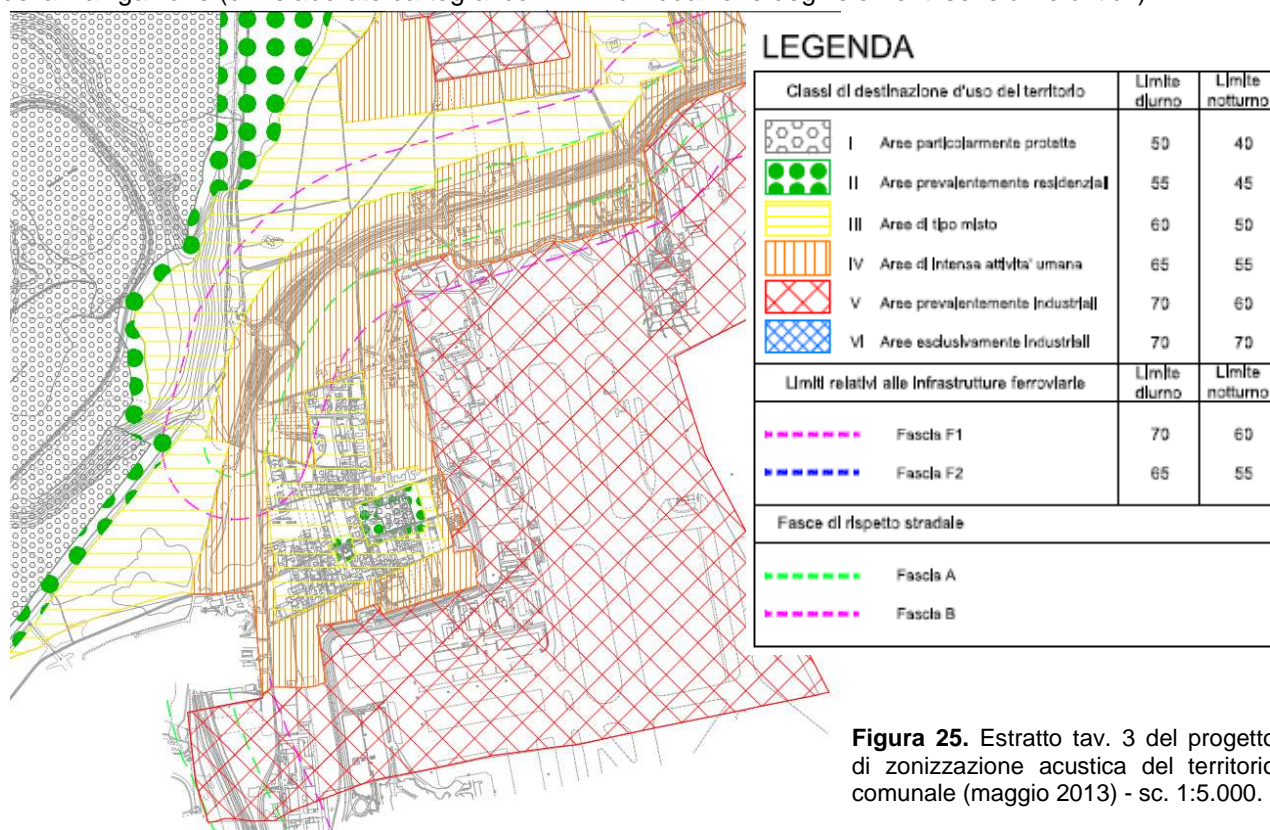 LEGENDA
Classi di destinazione d'uso del territorio Limite diurno Limite notturno
I Aree particolarmente protette 50 40
II Aree prevalentemente residenziali 55 45
III Aree di tipo misto 60 50
IV Aree di intensa attivita' umana 65 55
V Aree prevalentemente industriali 70 60
VI Aree esclusivamente industriali 70 70
Limiti relativi alle infrastrutture ferroviarie Limite diurno Limite notturno
Fascia F1 70 60
Fascia F2 65 55
Fasce di rispetto stradale
Fascia A
Fascia B
Figura 25. Estratto tav. 3 del progetto
di zonizzazione acustica del territorio
comunale (maggio 2013) - sc. 1:5.000.